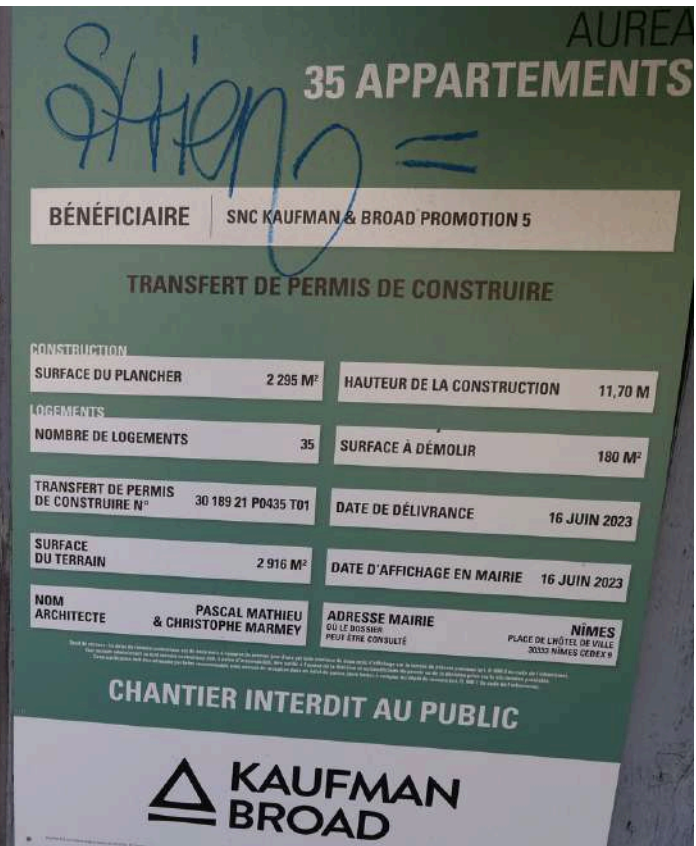 AUREA
35 APPARTEMENTS
BÉNÉFICIAIRE SNC KAUFMAN & BROAD PROMOTION 5
TRANSFERT DE PERMIS DE CONSTRUIRE
CONSTRUCTION
SURFACE DU PLANCHER 2 295 M²
HAUTEUR DE LA CONSTRUCTION 11,70 M
LOGEMENTS
NOMBRE DE LOGEMENTS 35
SURFACE À DÉMOLIR 180 M²
TRANSFERT DE PERMIS
DE CONSTRUIRE N° 30 189 21 P0435 T01
DATE DE DÉLIVRANCE 16 JUIN 2023
SURFACE
DU TERRAIN 2 916 M²
DATE D'AFFICHAGE EN MAIRIE 16 JUIN 2023
NOM
ARCHITECTE
PASCAL MATHIEU
& CHRISTOPHE MARMEY
ADRESSE MAIRIE
OÙ LE DOSSIER
PEUT ÊTRE CONSULTÉ
NÎMES
PLACE DE L'HÔTEL DE VILLE
30033 NÎMES CEDEX 9
CHANTIER INTERDIT AU PUBLIC
KAUFMAN
BROAD